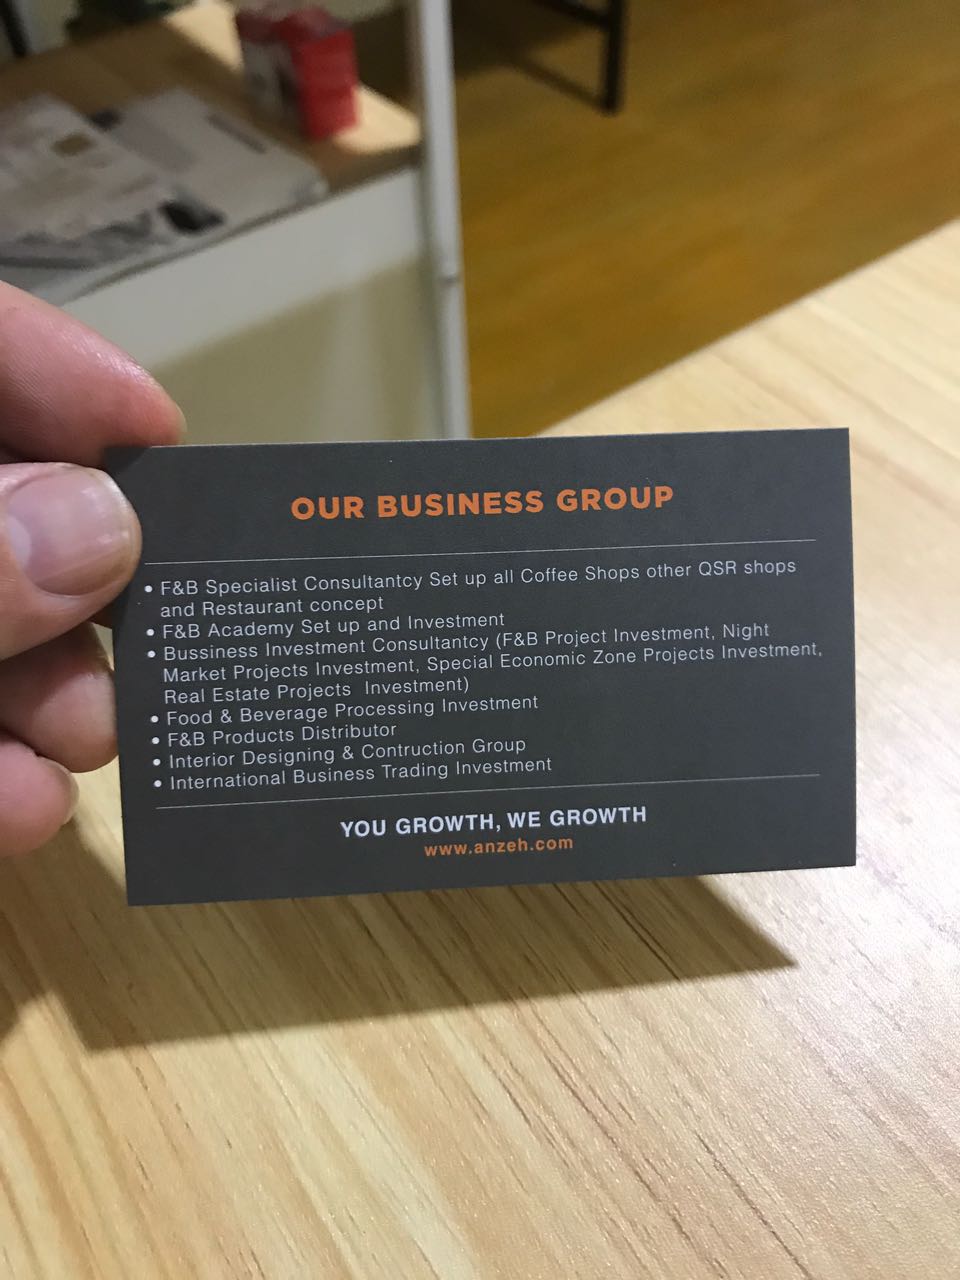 OUR BUSINESS GROUP
• F&B Specialist Consultantcy Set up all Coffee Shops other QSR shops
and Restaurant concept
• F&B Academy Set up and Investment
• Bussiness Investment Consultantcy (F&B Project Investment, Night
Market Projects Investment, Special Economic Zone Projects Investment,
Real Estate Projects Investment)
• Food & Beverage Processing Investment
• F&B Products Distributor
• Interior Designing & Contruction Group
• International Business Trading Investment
YOU GROWTH, WE GROWTH
www.anzeh.com